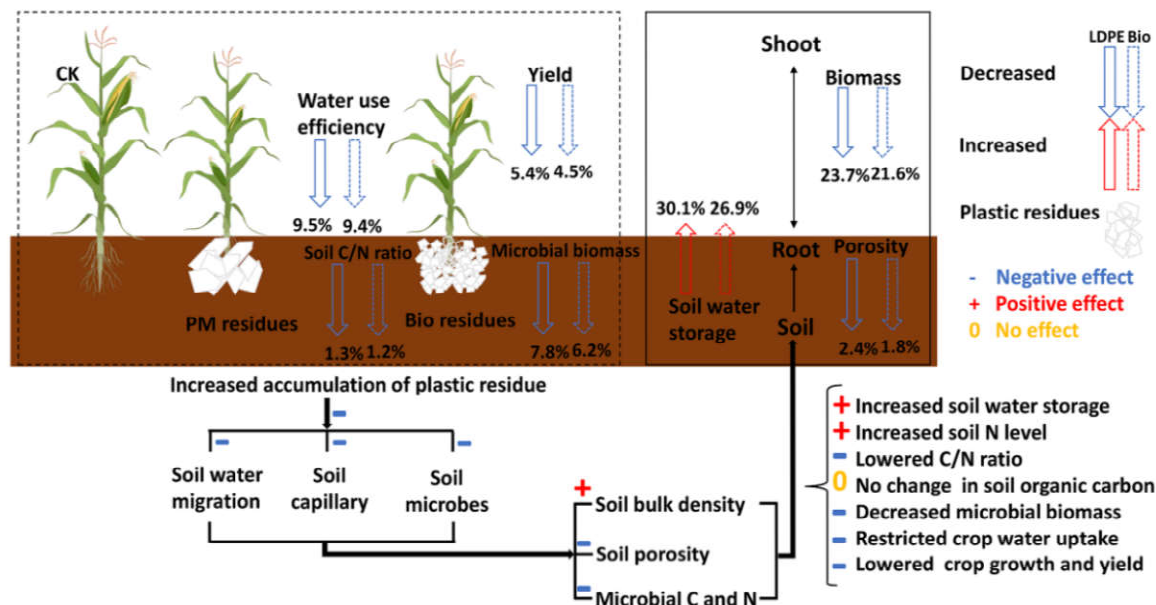 CK
Water use
efficiency
9.5% 9.4%
Yield
5.4% 4.5%
Soil C/N ratio
1.3% 1.2%
Microbial biomass
7.8% 6.2%
PM residues
Bio residues
Shoot
Biomass
23.7% 21.6%
30.1% 26.9%
Root
Porosity
Soil water
storage
Soil
2.4% 1.8%
LDPE Bio
Decreased
Increased
Plastic residues
- Negative effect
+ Positive effect
0 No effect
Increased accumulation of plastic residue
-
- - -
Soil water
migration
Soil
capillary
Soil
microbes
+
Soil bulk density
- Soil porosity
- Microbial C and N
+ Increased soil water storage
+ Increased soil N level
- Lowered C/N ratio
0 No change in soil organic carbon
- Decreased microbial biomass
- Restricted crop water uptake
- Lowered crop growth and yield